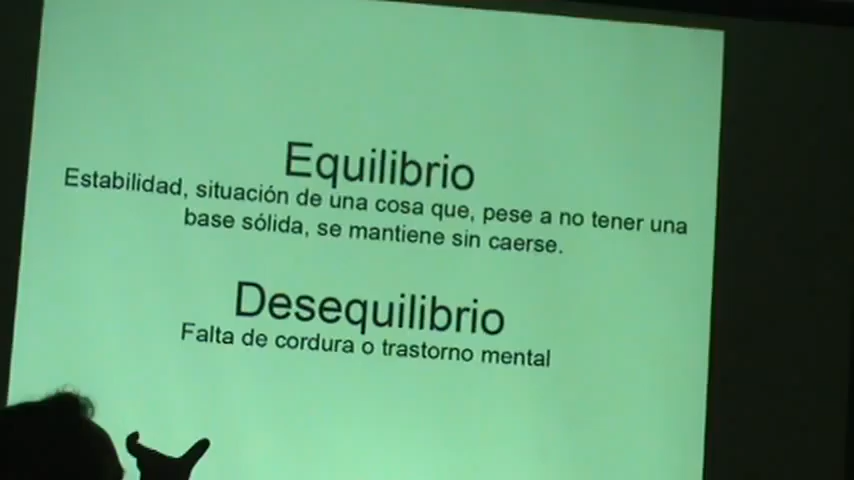 Equilibrio
Estabilidad, situación de una cosa que, pese a no tener una
base sólida, se mantiene sin caerse.
Desequilibrio
Falta de cordura o trastorno mental